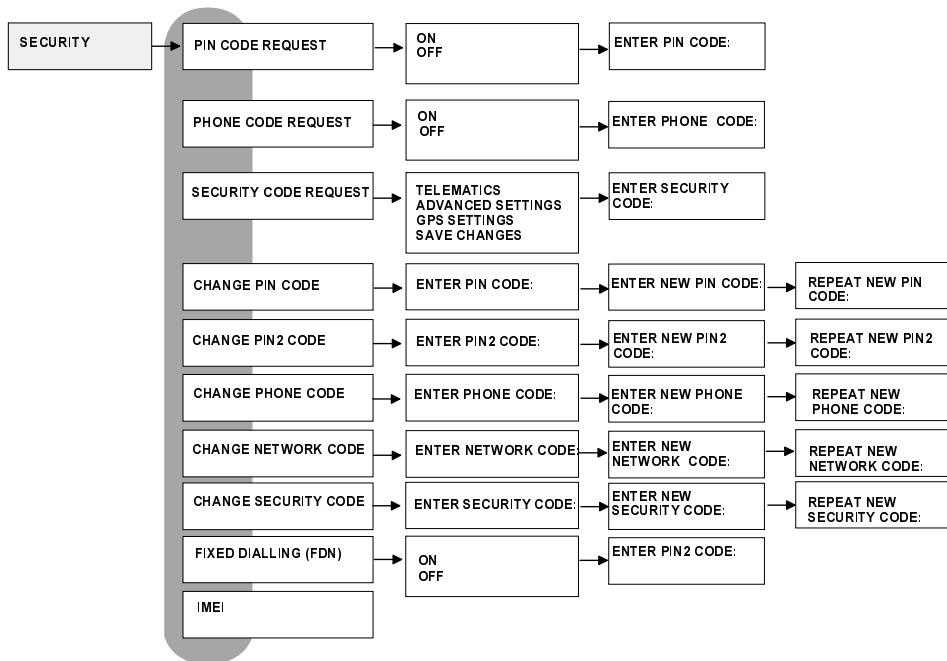 SECURITY
PIN CODE REQUEST
ON
OFF
ENTER PIN CODE:
PHONE CODE REQUEST
ON
OFF
ENTER PHONE CODE:
SECURITY CODE REQUEST
TELEMATICS
ADVANCED SETTINGS
GPS SETTINGS
SAVE CHANGES
ENTER SECURITY
CODE:
CHANGE PIN CODE
ENTER PIN CODE:
ENTER NEW PIN CODE:
REPEAT NEW PIN
CODE:
CHANGE PIN2 CODE
ENTER PIN2 CODE:
ENTER NEW PIN2
CODE:
REPEAT NEW PIN2
CODE:
CHANGE PHONE CODE
ENTER PHONE CODE:
ENTER NEW PHONE
CODE:
REPEAT NEW
PHONE CODE:
CHANGE NETWORK CODE
ENTER NETWORK CODE:
ENTER NEW
NETWORK CODE:
REPEAT NEW
NETWORK CODE:
CHANGE SECURITY CODE
ENTER SECURITY CODE:
ENTER NEW
SECURITY CODE:
REPEAT NEW
SECURITY CODE:
FIXED DIALLING (FDN)
ON
OFF
ENTER PIN2 CODE:
IMEI